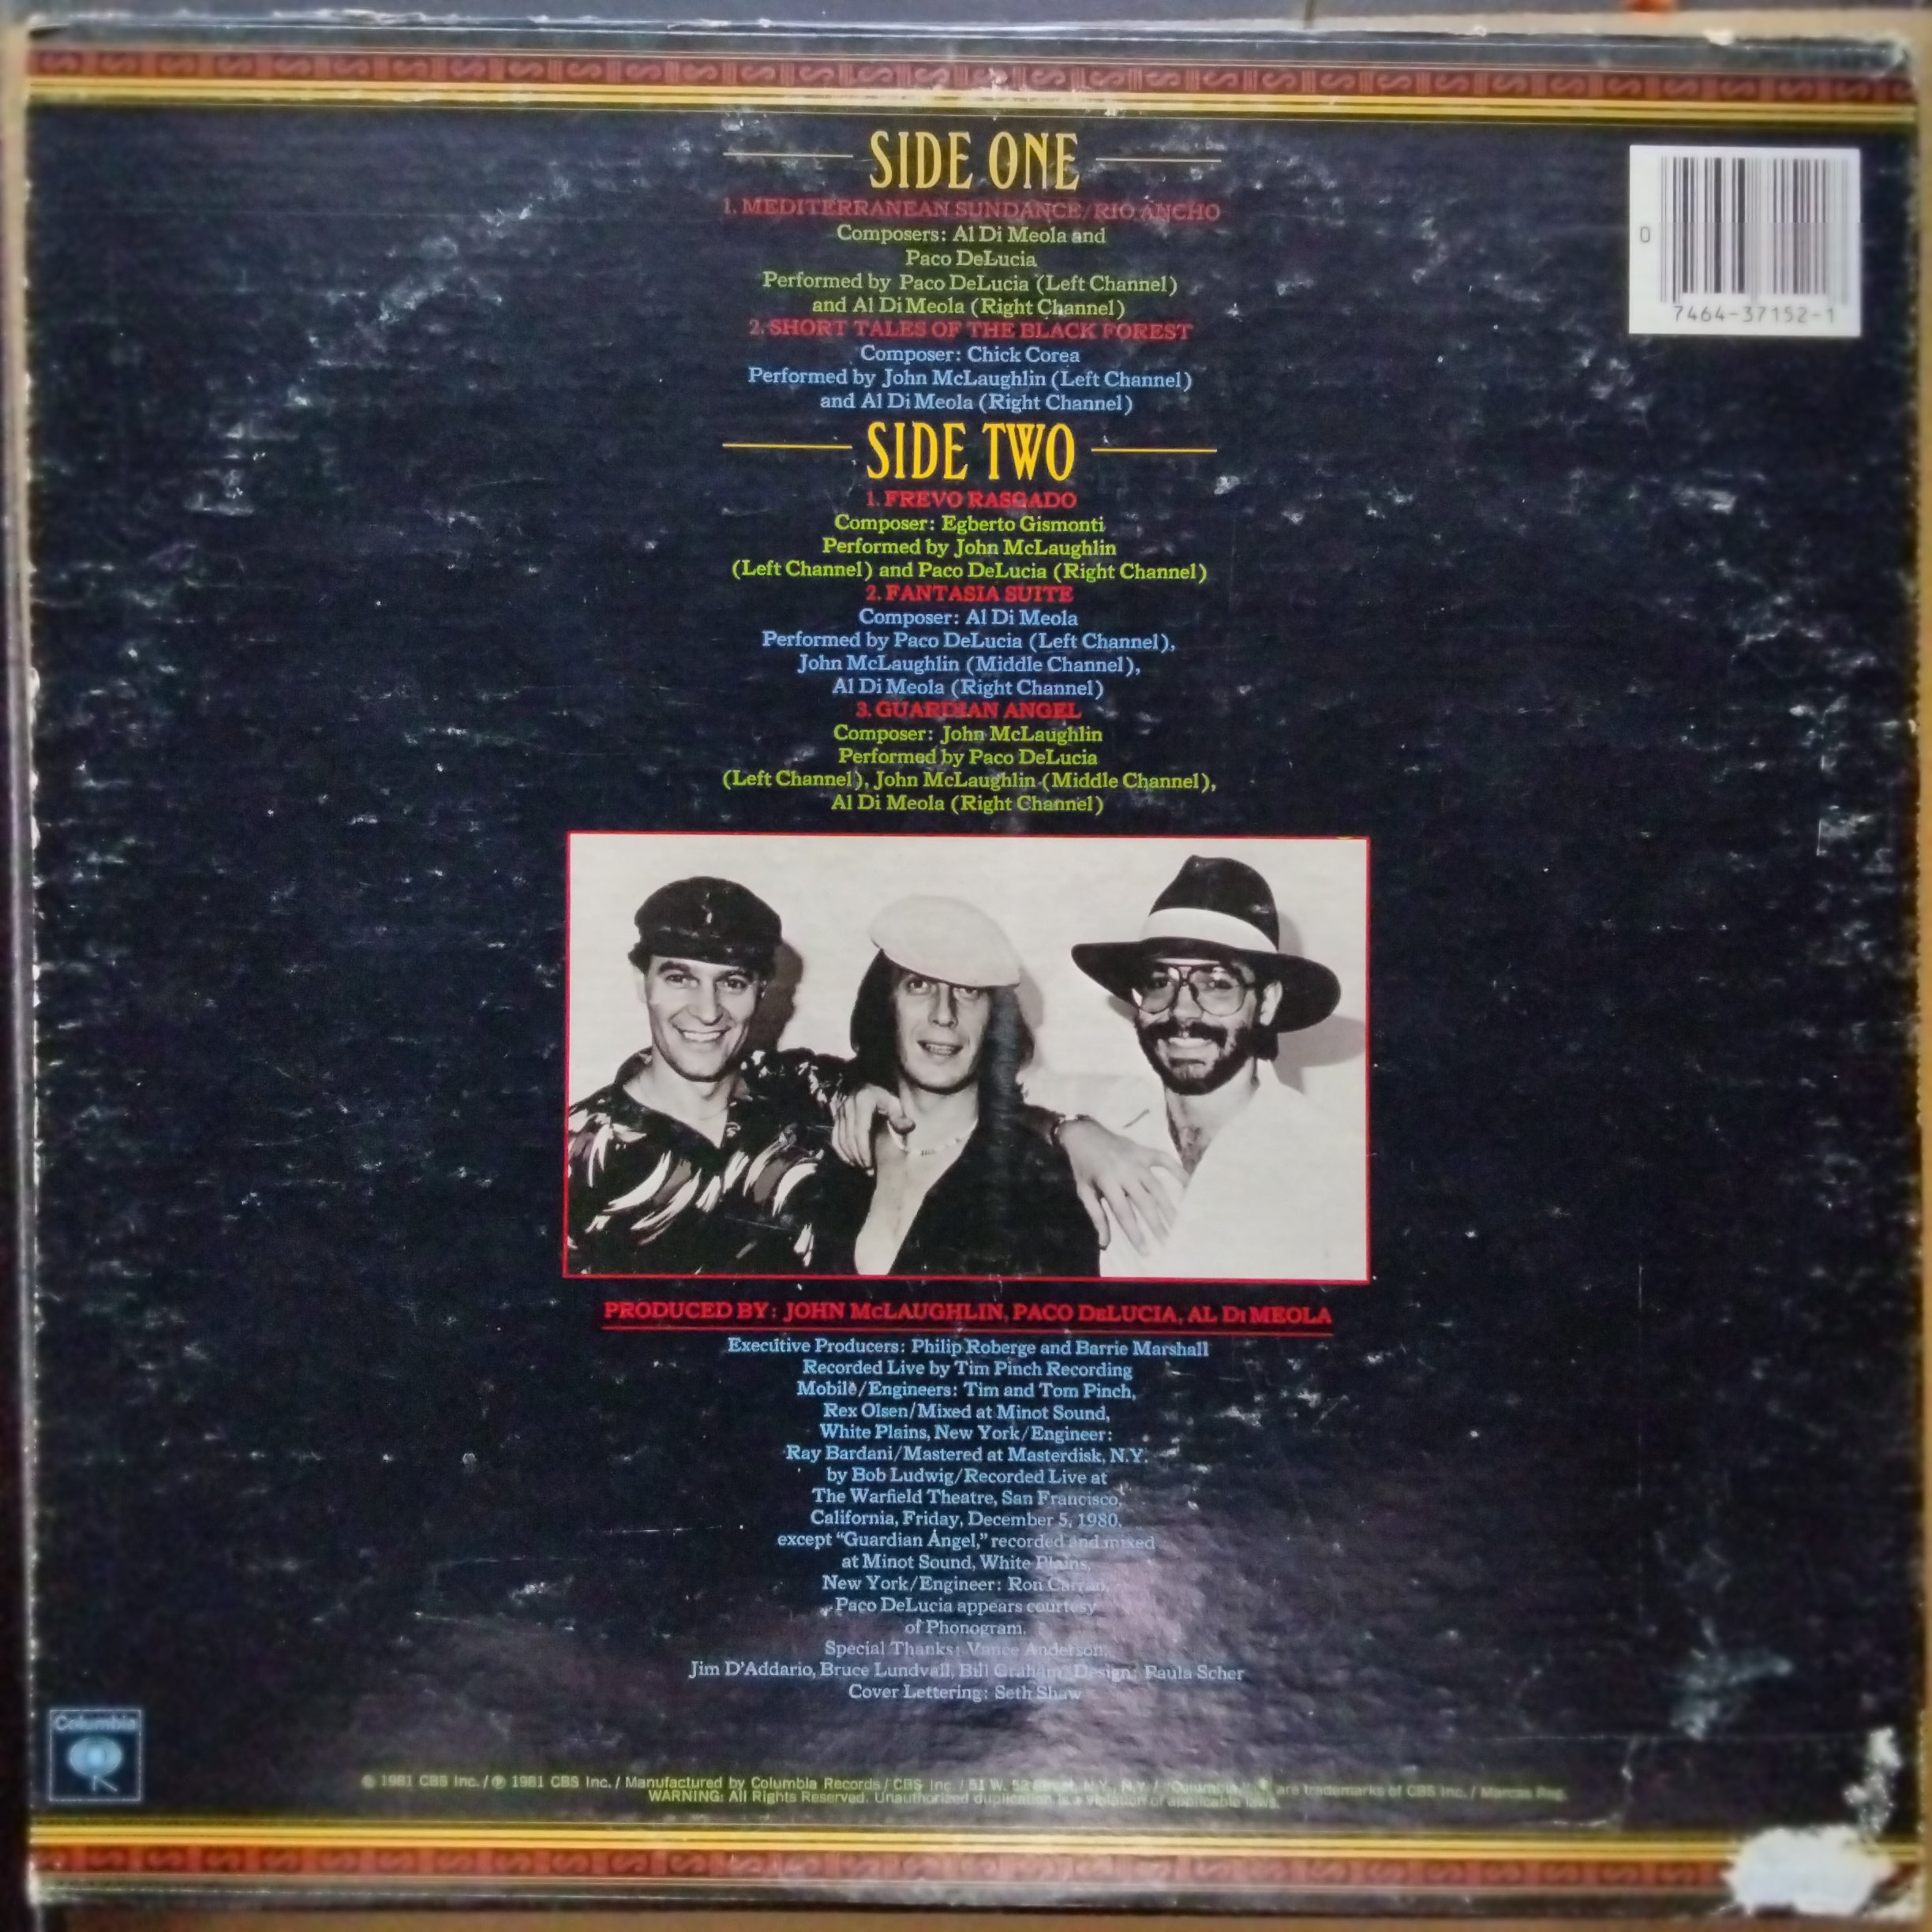 SIDE ONE
1. MEDITERRANEAN SUNDANCE/RIO ANCHO
Composers: Al Di Meola and
Paco DeLucia
Performed by Paco DeLucia (Left Channel)
and Al Di Meola (Right Channel)
2. SHORT TALES OF THE BLACK FOREST
Composer: Chick Corea
Performed by John McLaughlin (Left Channel)
and Al Di Meola (Right Channel)
0
7464-37152-1
SIDE TWO
1. FREVO RASGADO
Composer: Egberto Gismonti
Performed by John McLaughlin
(Left Channel) and Paco DeLucia (Right Channel)
2. FANTASIA SUITE
Composer: Al Di Meola
Performed by Paco DeLucia (Left Channel),
John McLaughlin (Middle Channel),
Al Di Meola (Right Channel)
3. GUARDIAN ANGEL
Composer: John McLaughlin
Performed by Paco DeLucia
(Left Channel), John McLaughlin (Middle Channel),
Al Di Meola (Right Channel)
PRODUCED BY: JOHN McLAUGHLIN, PACO DeLUCIA, AL Di MEOLA
Executive Producers: Philip Roberge and Barrie Marshall
Recorded Live by Tim Pinch Recording
Mobile/Engineers: Tim and Tom Pinch,
Rex Olsen/Mixed at Minot Sound,
White Plains, New York/Engineer:
Ray Bardani/Mastered at Masterdisk, N.Y.
by Bob Ludwig/Recorded Live at
The Warfield Theatre, San Francisco,
California, Friday, December 5, 1980,
except "Guardian Angel," recorded and mixed
at Minot Sound, White Plains,
New York/Engineer: Ron
Paco DeLucia appears courtesy
of Phonogram.
Special Thanks: Vance Anderson,
Jim D'Addario, Bruce Lundvall, Bill Graham/Design: Paula Scher
Cover Lettering: Seth Shaw
Columbia
© 1981 CBS Inc./℗ 1981 CBS Inc./Manufactured by Columbia Records/CBS Inc./51 W. 52 Street, N.Y., N.Y./"Columbia," are trademarks of CBS Inc./Marcas Reg.
WARNING: All Rights Reserved. Unauthorized duplication is a violation of applicable laws.